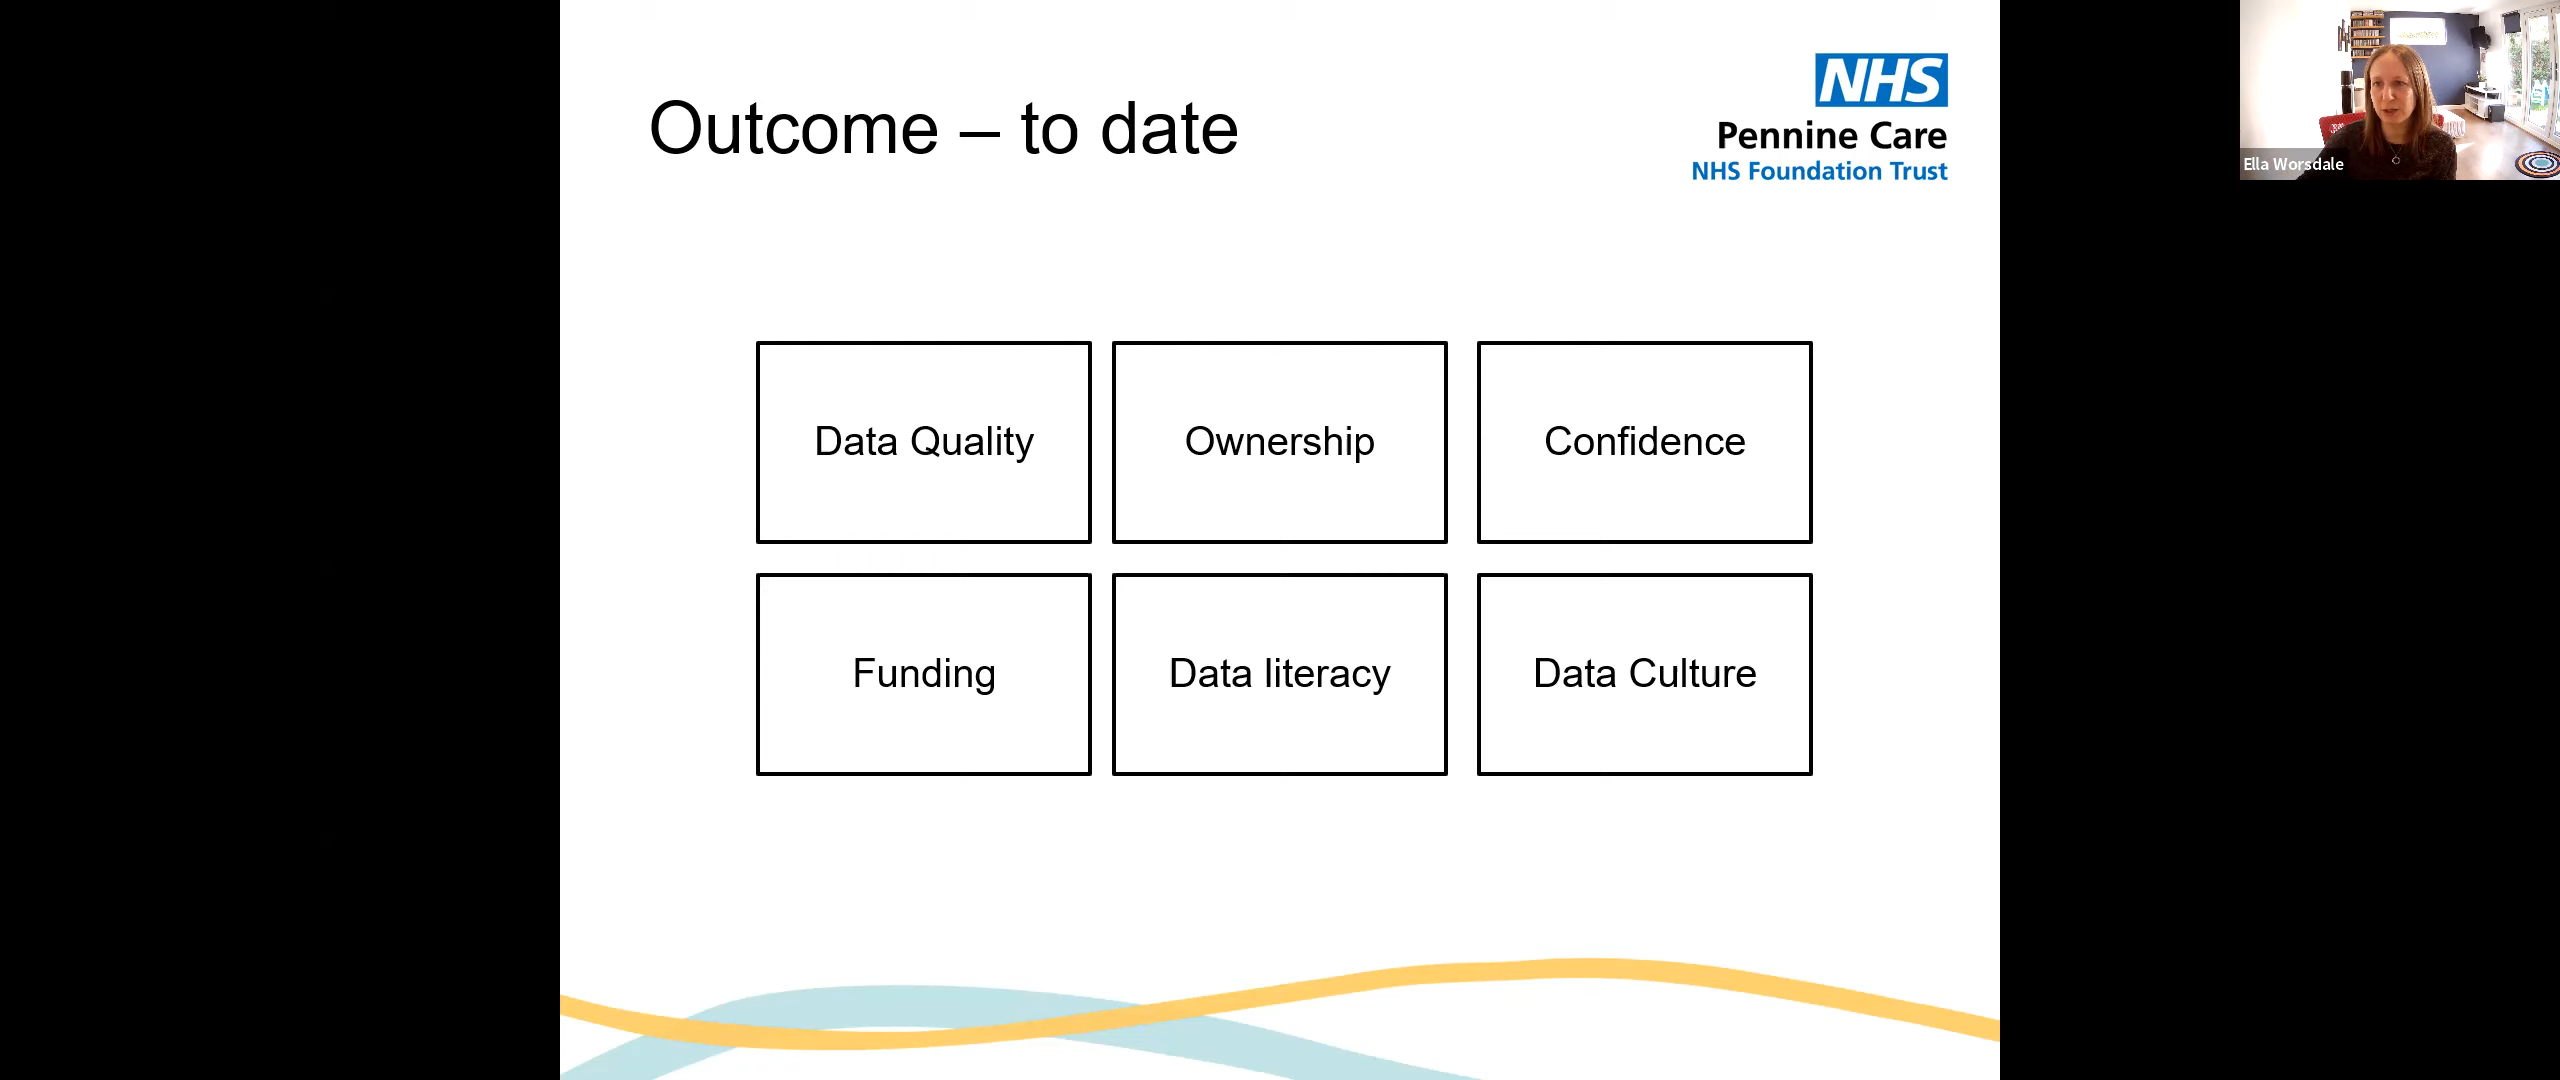 Outcome – to date
NHS
Pennine Care
NHS Foundation Trust
Ella Worsdale
Data Quality
Ownership
Confidence
Funding
Data literacy
Data Culture